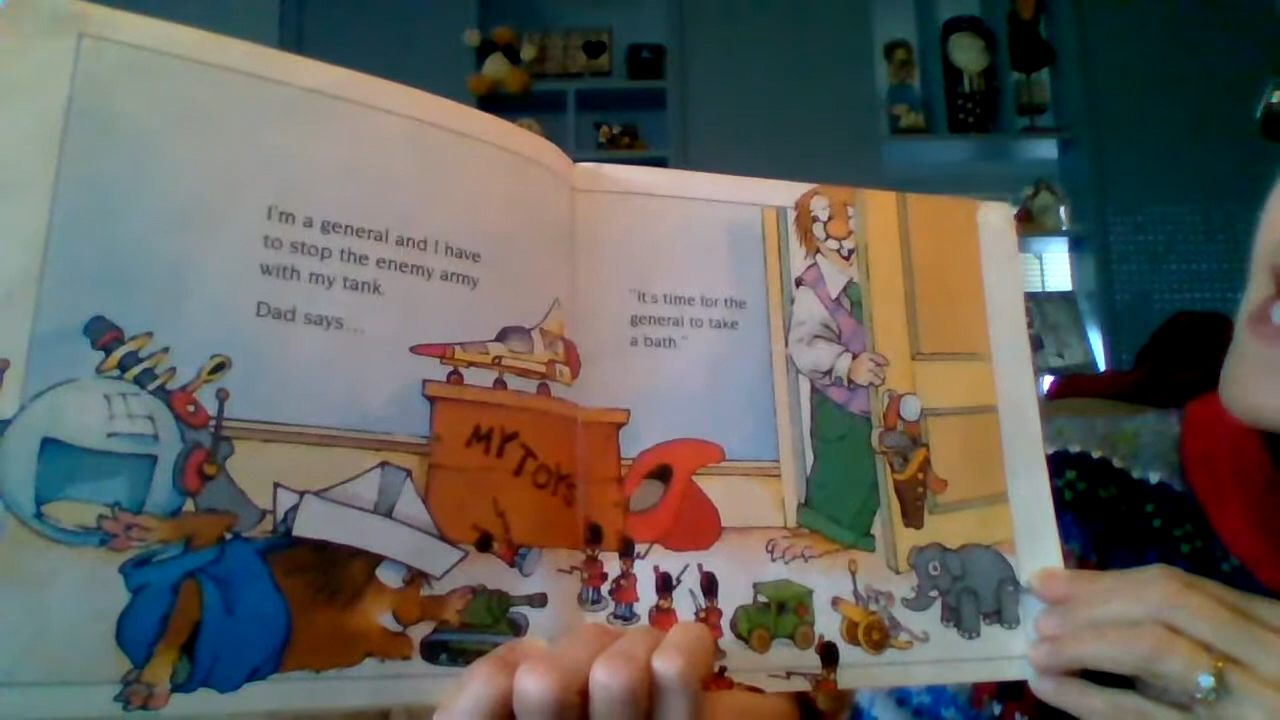 I'm a general and I have
to stop the enemy army
with my tank.
Dad says...
"It's time for the
general to take
a bath."
MY TOYS